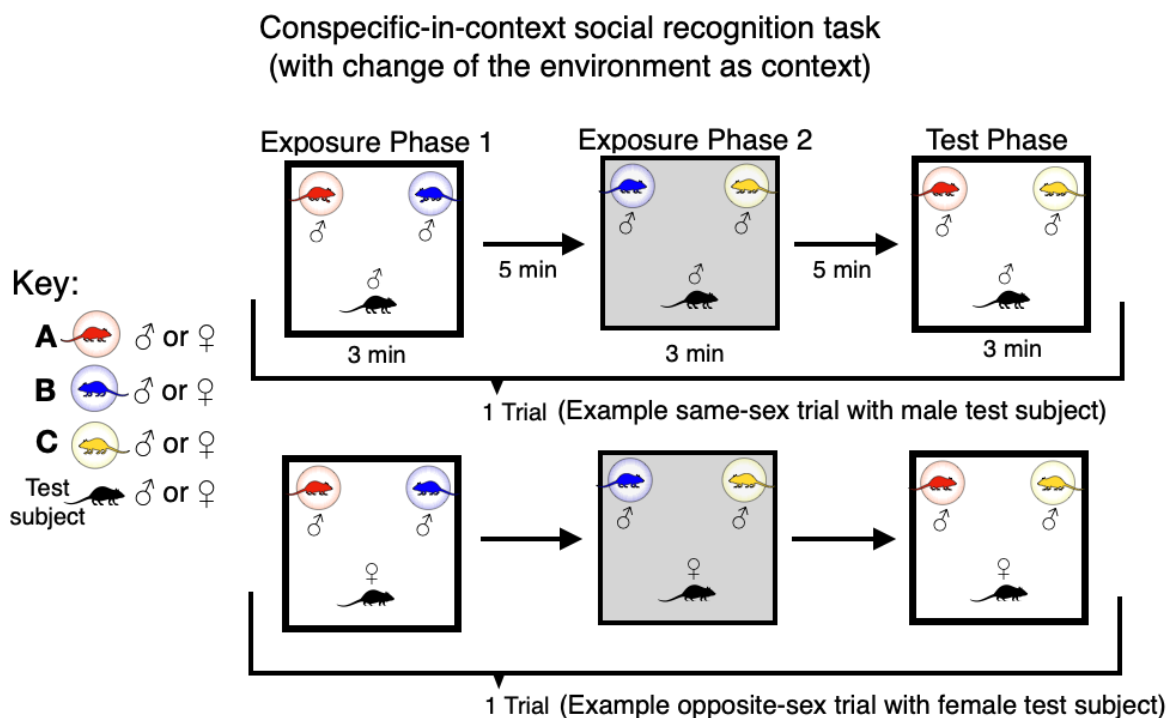 Conspecific-in-context social recognition task
(with change of the environment as context)
Exposure Phase 1
Exposure Phase 2
Test Phase
♂ ♂
♂ ♂
♂ ♂
♂
♂
♂
5 min
5 min
3 min
3 min
3 min
1 Trial (Example same-sex trial with male test subject)
Key:
A ♂ or ♀
B ♂ or ♀
C ♂ or ♀
Test
subject ♂ or ♀
♂ ♂
♂ ♂
♂ ♂
♀
♀
♀
1 Trial (Example opposite-sex trial with female test subject)